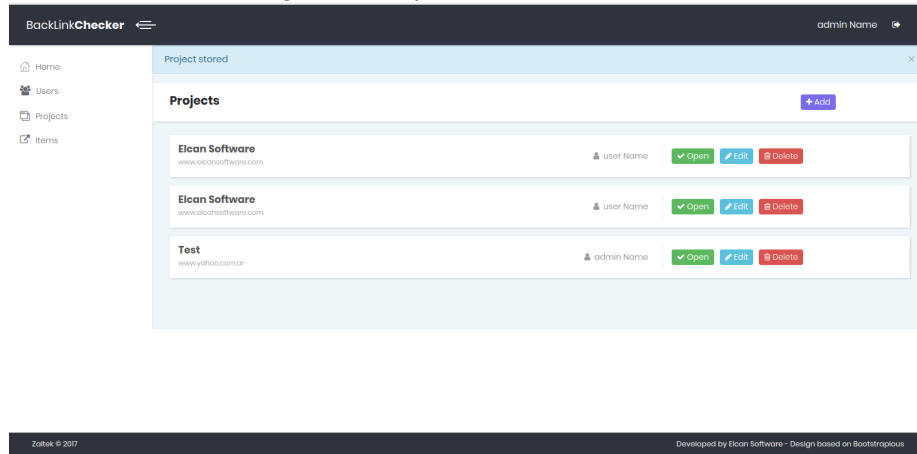 BackLinkChecker
admin Name
Home
Users
Projects
Items
Project stored
×
Projects
Add
Elcan Software
www.elcansoftware.com
user Name
Open Edit Delete
Elcan Software
www.elcansoftware.com
user Name
Open Edit Delete
Test
www.yahoo.com.ar
admin Name
Open Edit Delete
Zaitek © 2017
Developed by Elcan Software - Design based on Bootstrapious